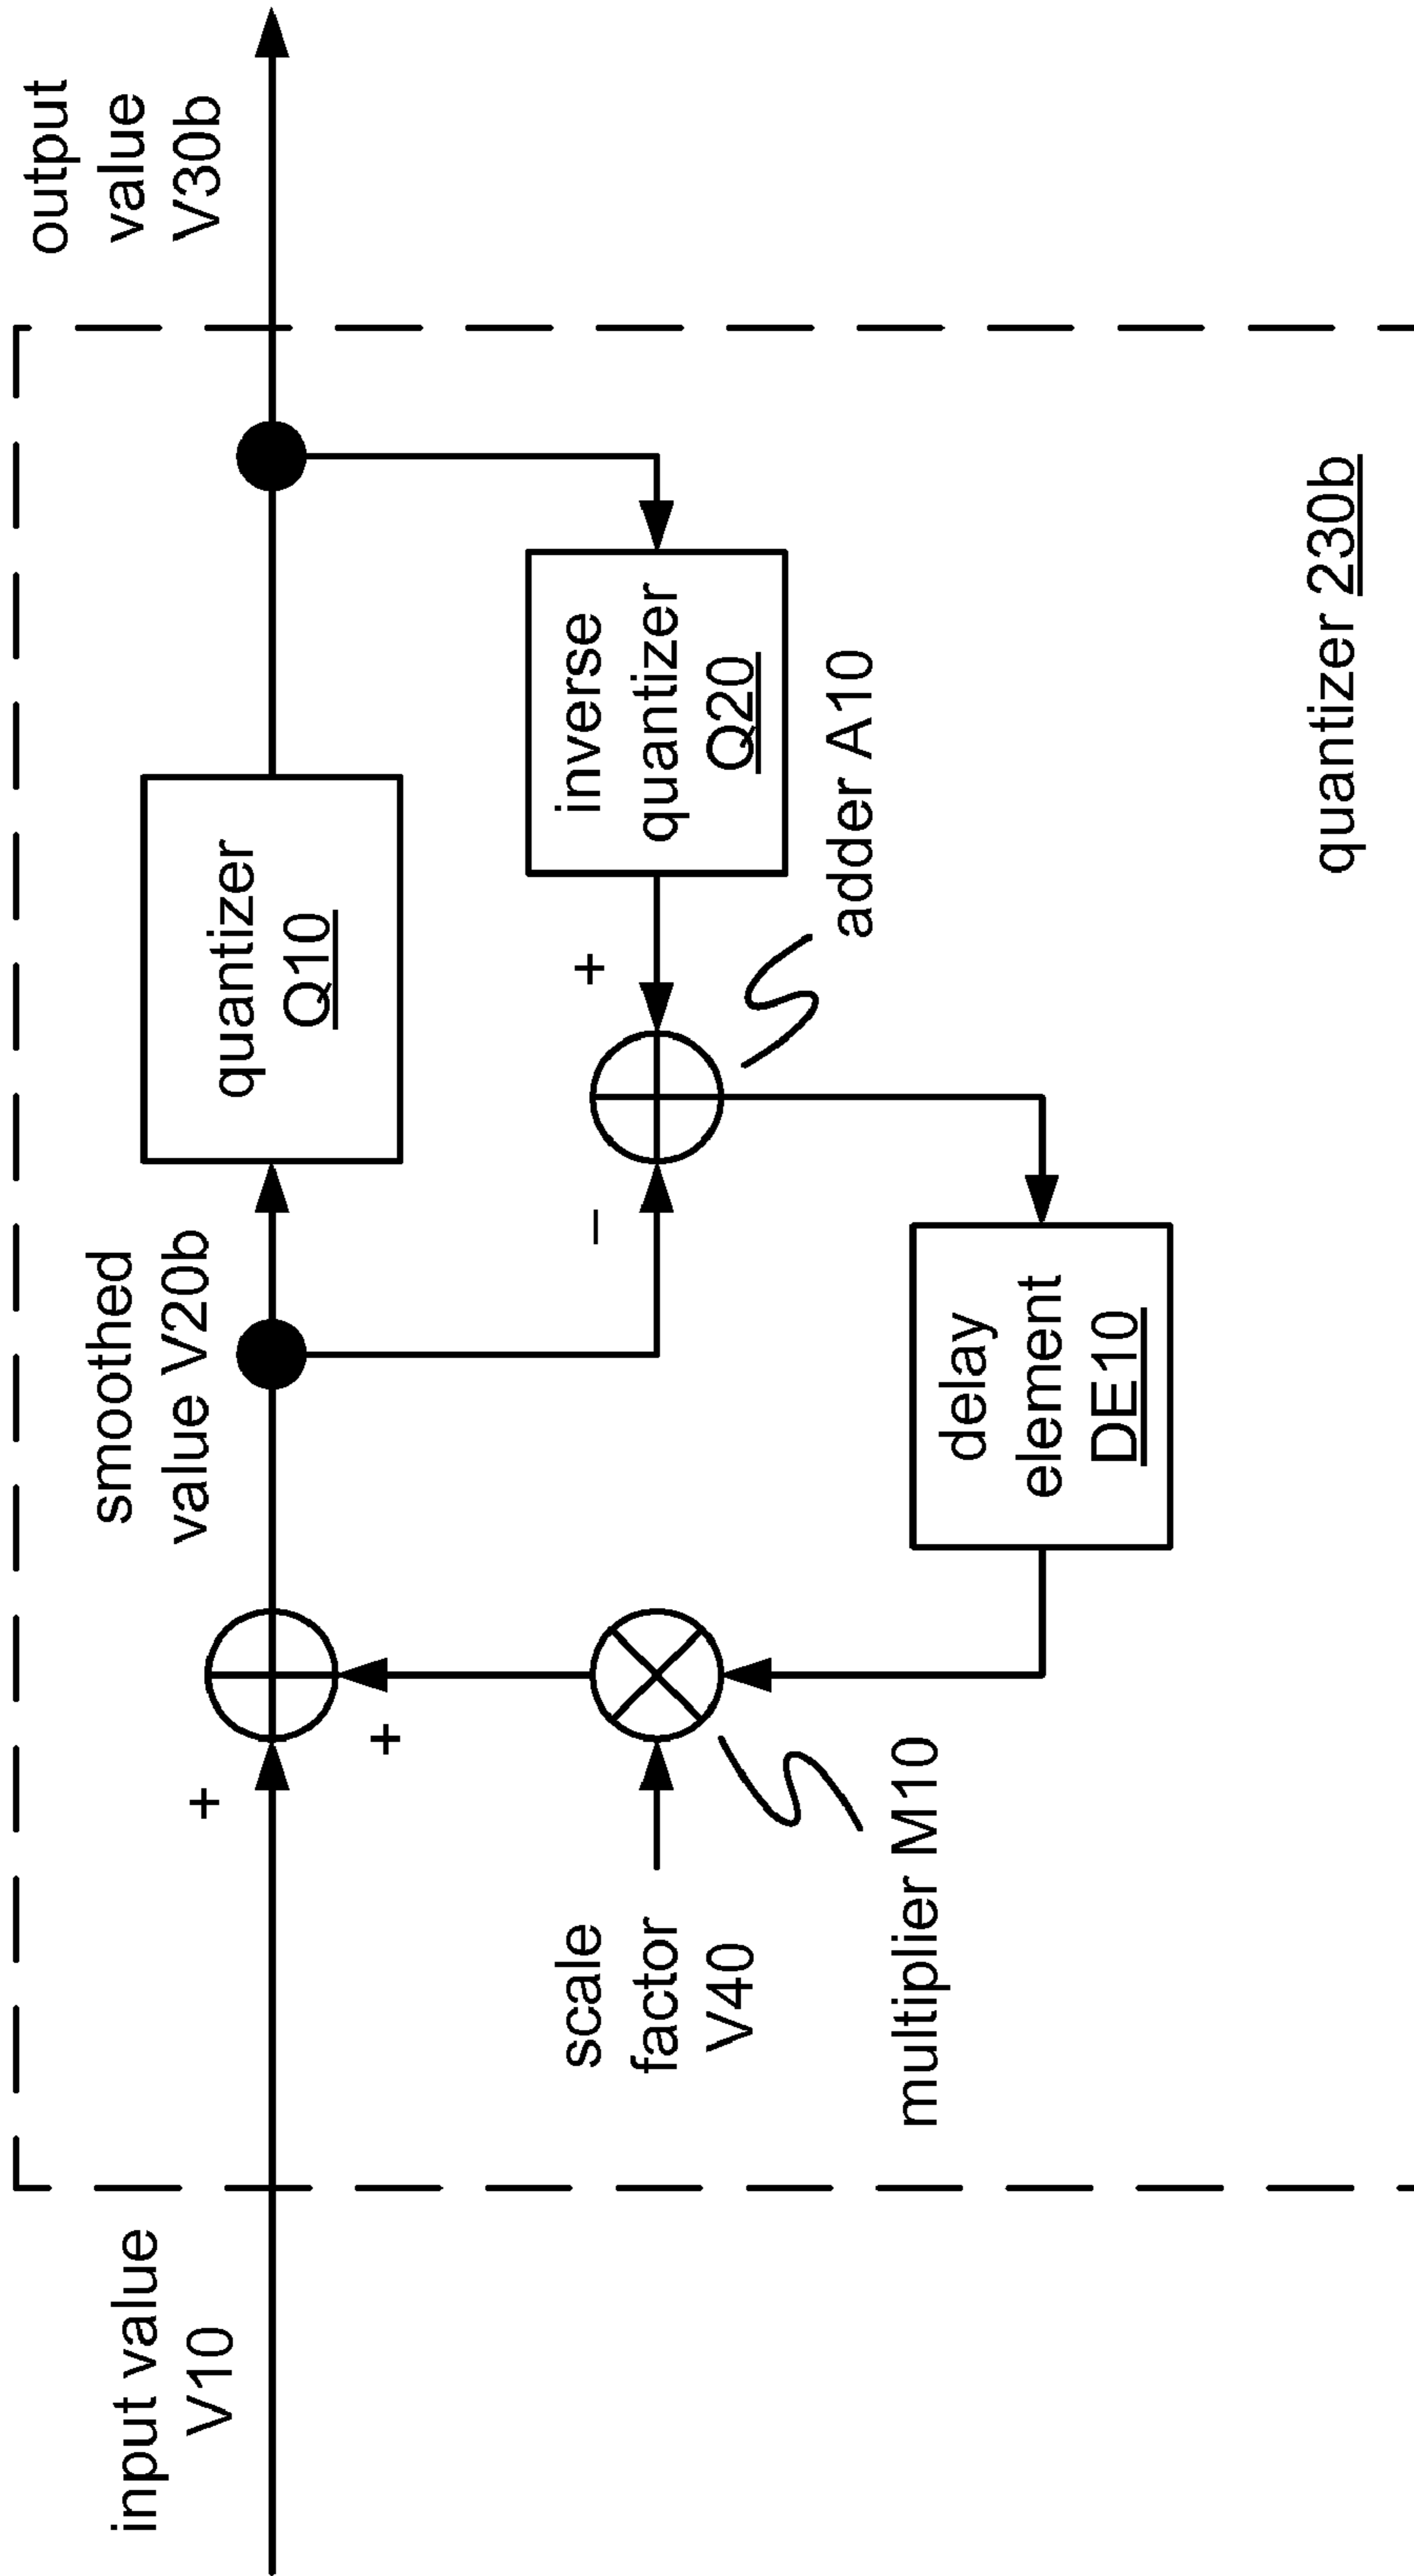 input value
V10
smoothed
value V20b
quantizer
Q10
output
value
V30b
+
+
scale
factor
V40
multiplier M10
–
+
inverse
quantizer
Q20
adder A10
delay
element
DE10
quantizer 230b